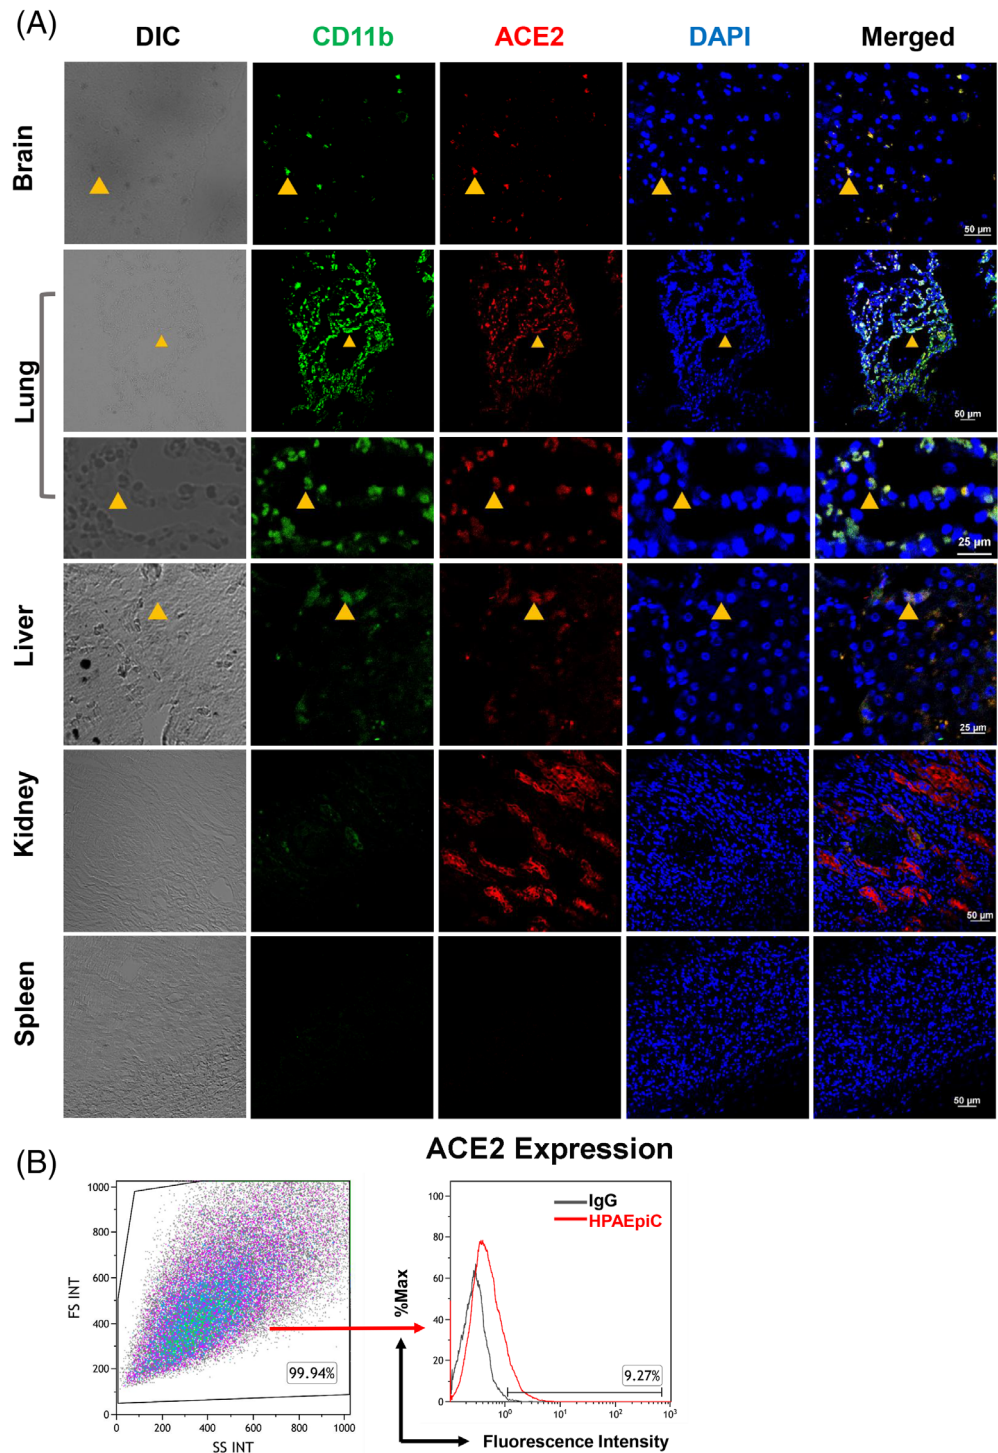 (A)
DIC CD11b ACE2 DAPI Merged
Brain
50 µm
Lung
50 µm
25 µm
Liver
25 µm
Kidney
50 µm
Spleen
50 µm
(B)
ACE2 Expression
1000
800
600
400
200
0
FS INT
99.94%
0 200 400 600 800 1000
SS INT
%Max
100
80
60
40
20
0
IgG
HPAEpiC
9.27%
10⁰ 10¹ 10² 10³
Fluorescence Intensity